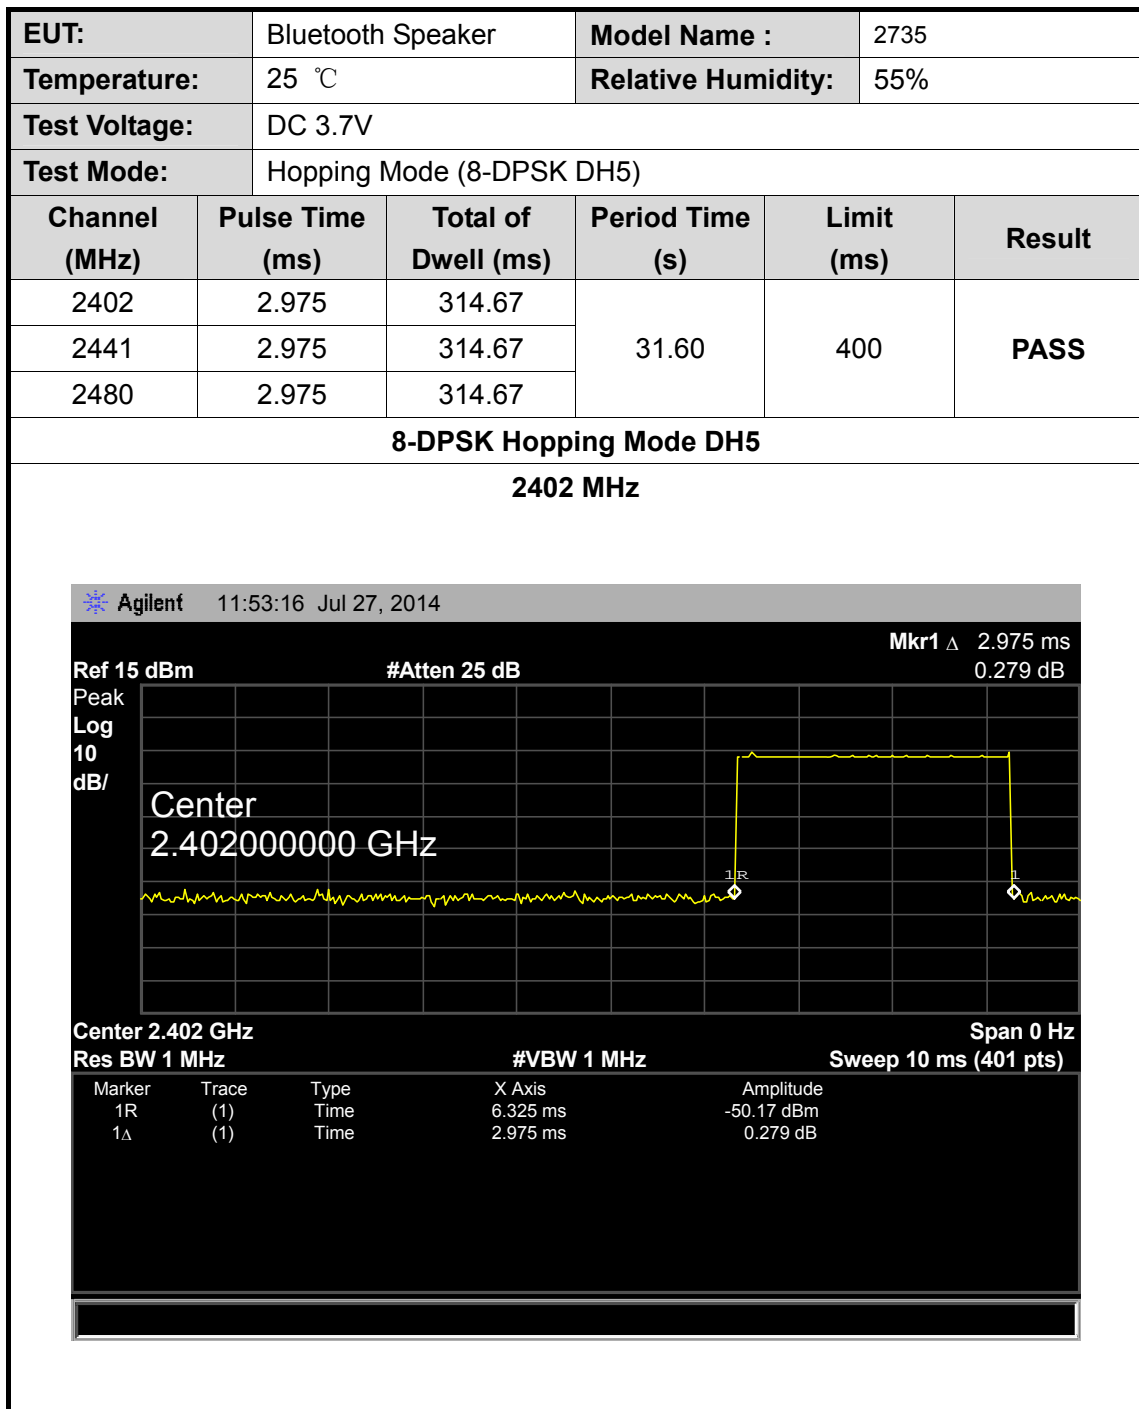 EUT: Bluetooth Speaker Model Name : 2735
Temperature: 25 ℃ Relative Humidity: 55%
Test Voltage: DC 3.7V
Test Mode: Hopping Mode (8-DPSK DH5)
Channel (MHz) Pulse Time (ms) Total of Dwell (ms) Period Time (s) Limit (ms) Result
2402 2.975 314.67
2441 2.975 314.67 31.60 400 PASS
2480 2.975 314.67
8-DPSK Hopping Mode DH5
2402 MHz
Agilent 11:53:16 Jul 27, 2014
Mkr1 Δ 2.975 ms
Ref 15 dBm #Atten 25 dB 0.279 dB
Peak
Log
10
dB/
Center
2.402000000 GHz
1R 1
Center 2.402 GHz Span 0 Hz
Res BW 1 MHz #VBW 1 MHz Sweep 10 ms (401 pts)
Marker Trace Type X Axis Amplitude
1R (1) Time 6.325 ms -50.17 dBm
1Δ (1) Time 2.975 ms 0.279 dB